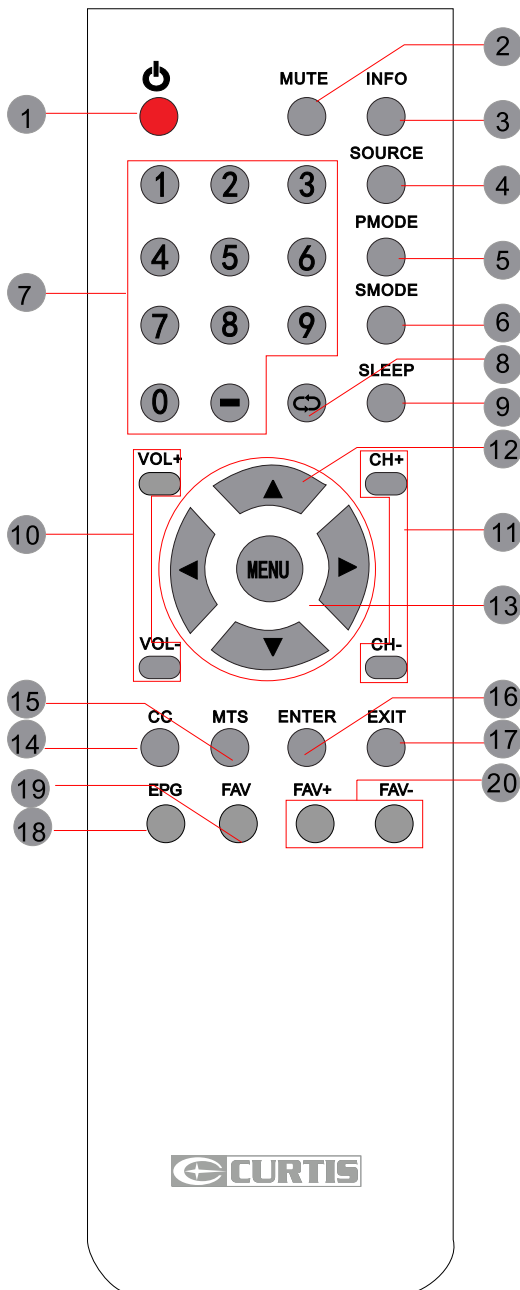 2
MUTE INFO
1 3
SOURCE
1 2 3 4
PMODE
4 5 6 5
7 SMODE
7 8 9 6
8
SLEEP
0 - 9
12
VOL+ CH+
10 11
MENU
13
VOL- CH-
15 16
CC MTS ENTER EXIT
14 17
19 20
EPG FAV FAV+ FAV-
18
CURTIS